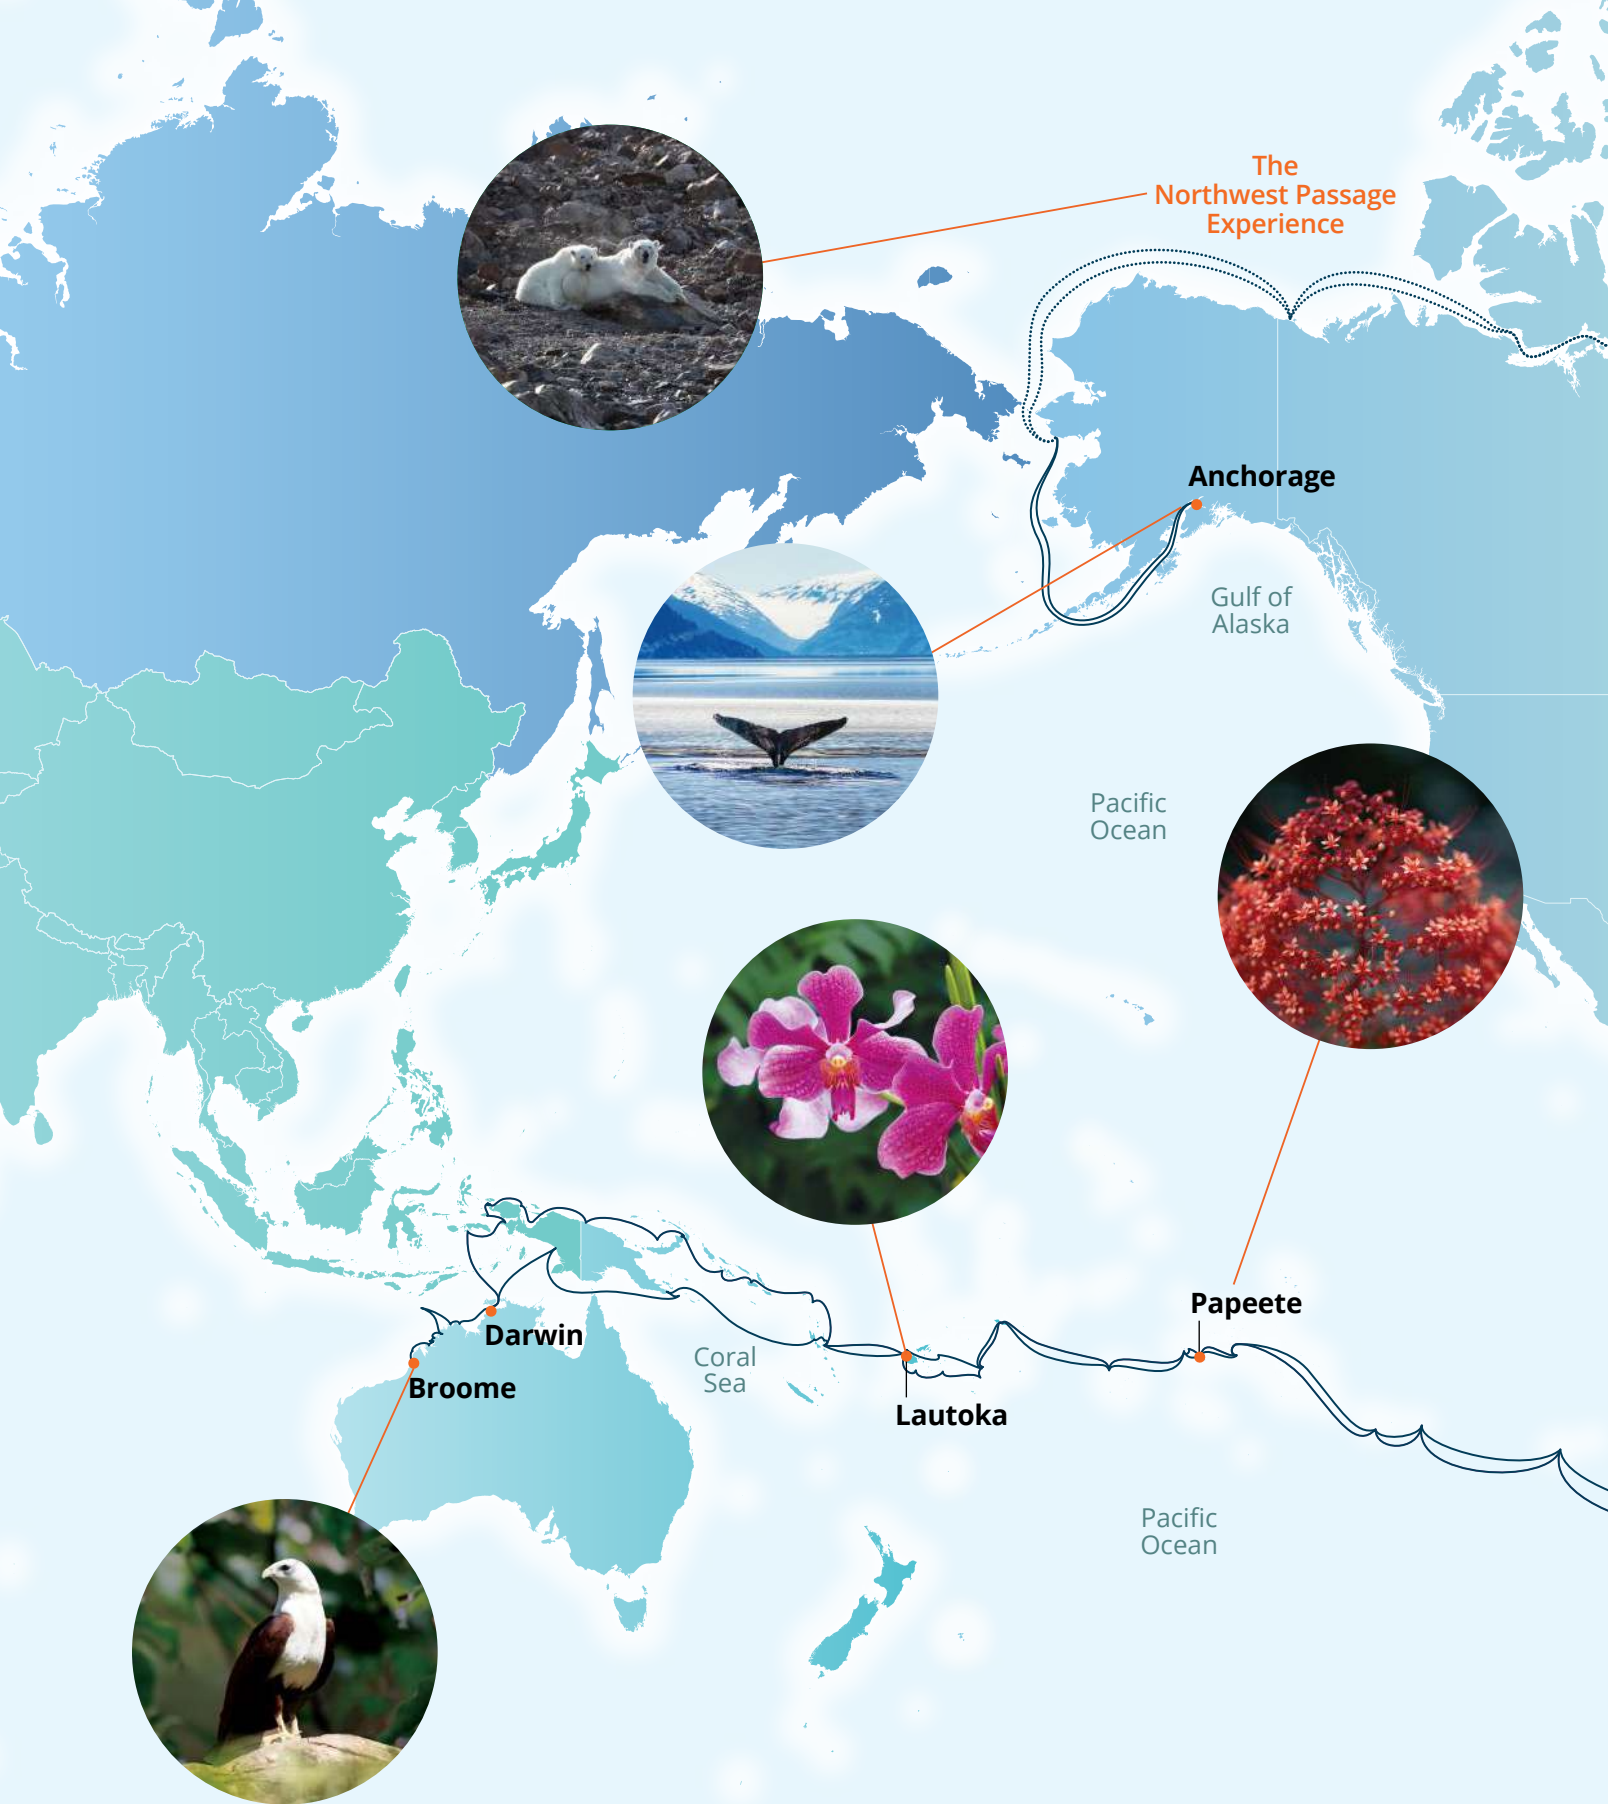 The
Northwest Passage
Experience
Anchorage
Gulf of
Alaska
Pacific
Ocean
Papeete
Darwin
Coral
Sea
Broome
Lautoka
Pacific
Ocean